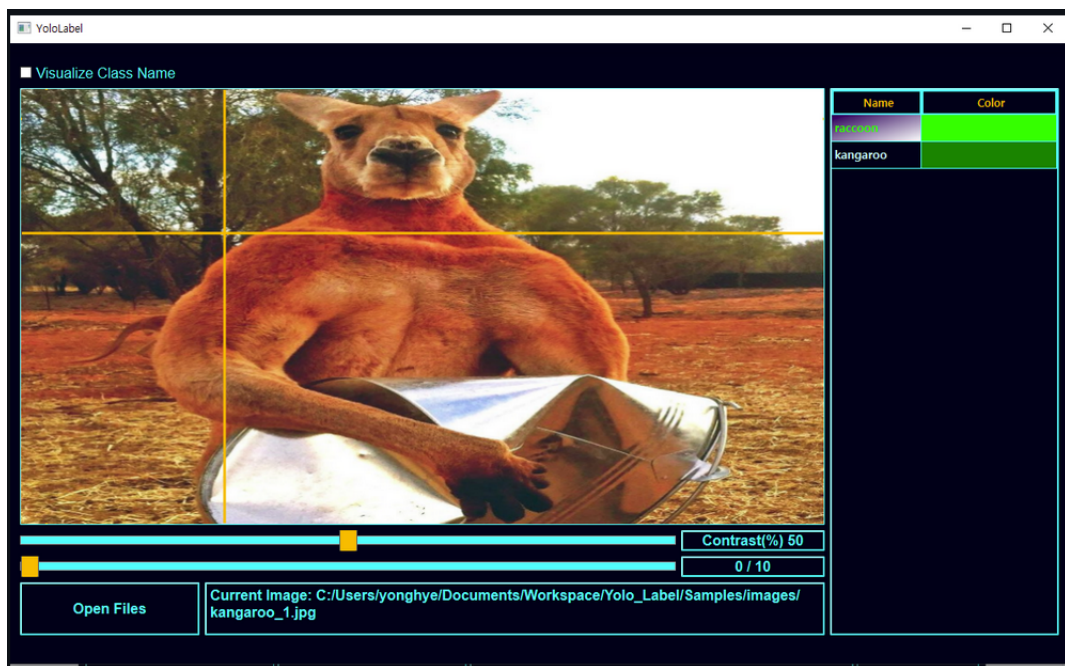 YoloLabel
Visualize Class Name
Name Color
raccoon
kangaroo
Contrast(%) 50
0 / 10
Open Files
Current Image: C:/Users/yonghye/Documents/Workspace/Yolo_Label/Samples/images/
kangaroo_1.jpg